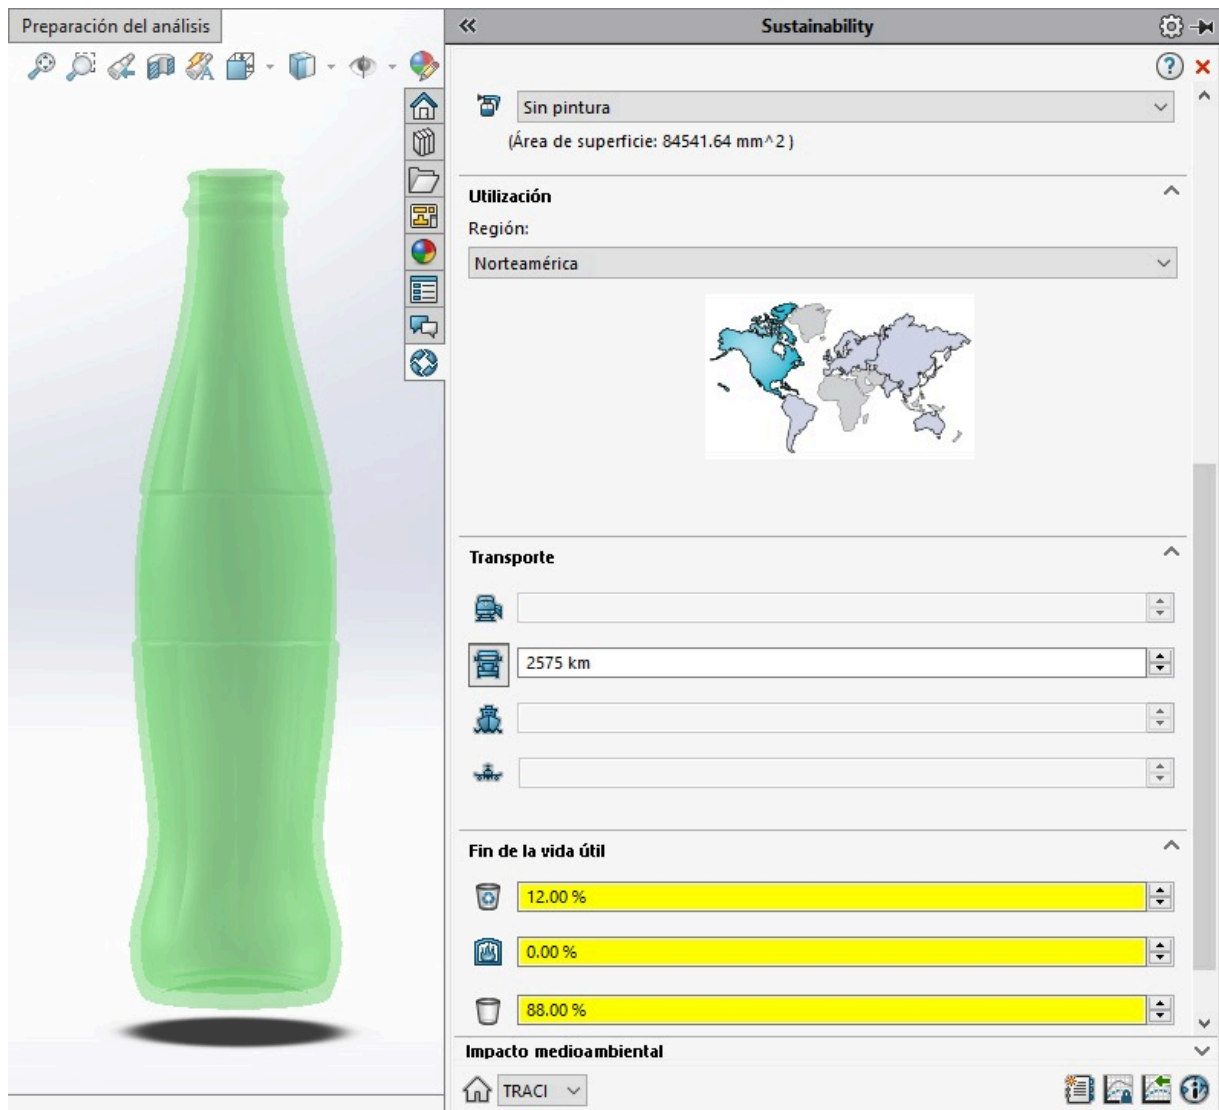 Preparación del análisis
Sustainability
Sin pintura
(Área de superficie: 84541.64 mm^2 )
Utilización
Región:
Norteamérica
Transporte
2575 km
Fin de la vida útil
12.00 %
0.00 %
88.00 %
Impacto medioambiental
TRACI